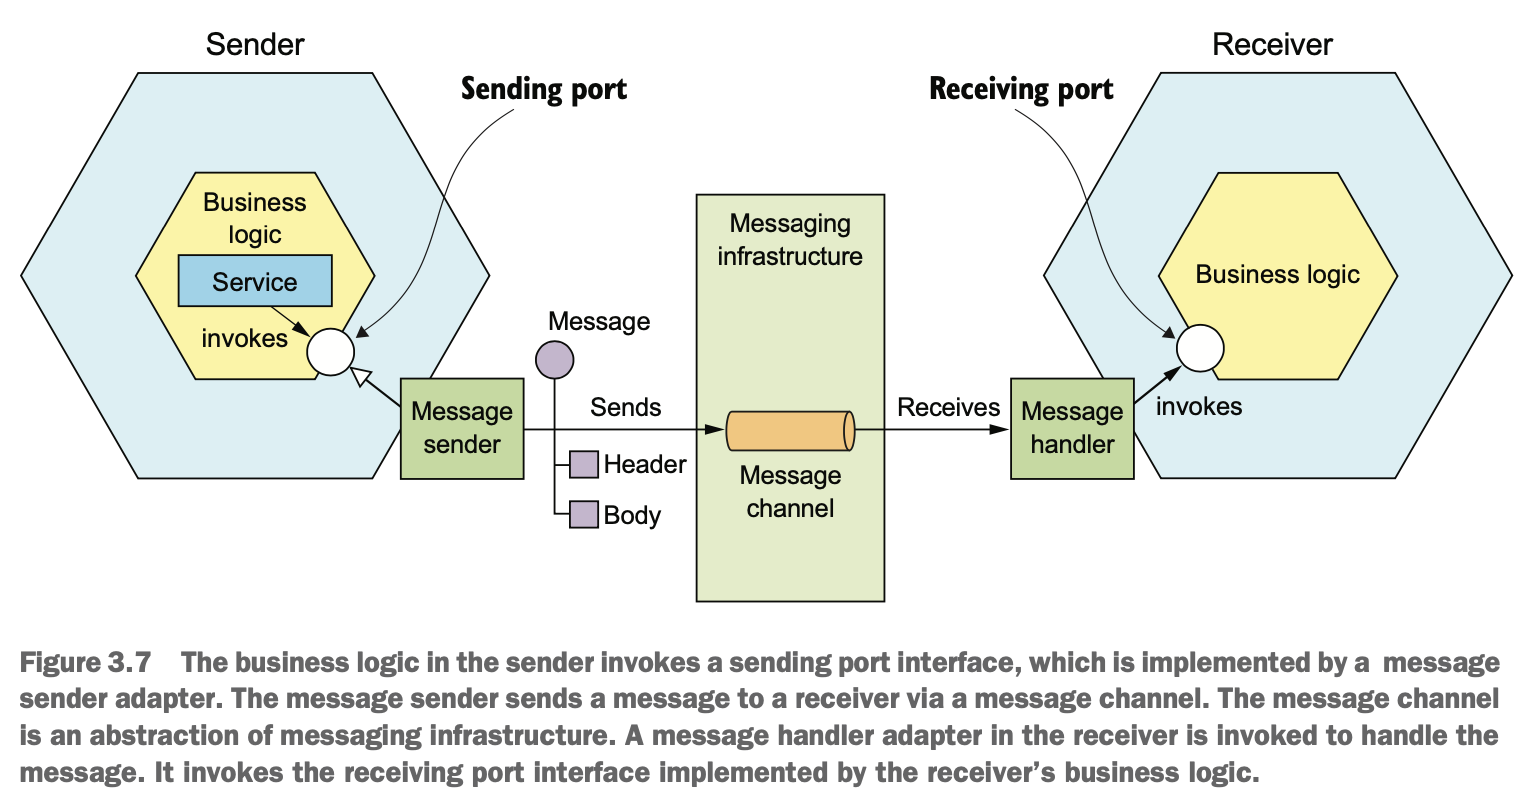 Sender
Receiver
Sending port
Receiving port
Business
logic
Service
invokes
Message
sender
Message
Sends
Header
Body
Messaging
infrastructure
Message
channel
Receives
Message
handler
invokes
Business logic
Figure 3.7 The business logic in the sender invokes a sending port interface, which is implemented by a message
sender adapter. The message sender sends a message to a receiver via a message channel. The message channel
is an abstraction of messaging infrastructure. A message handler adapter in the receiver is invoked to handle the
message. It invokes the receiving port interface implemented by the receiver's business logic.